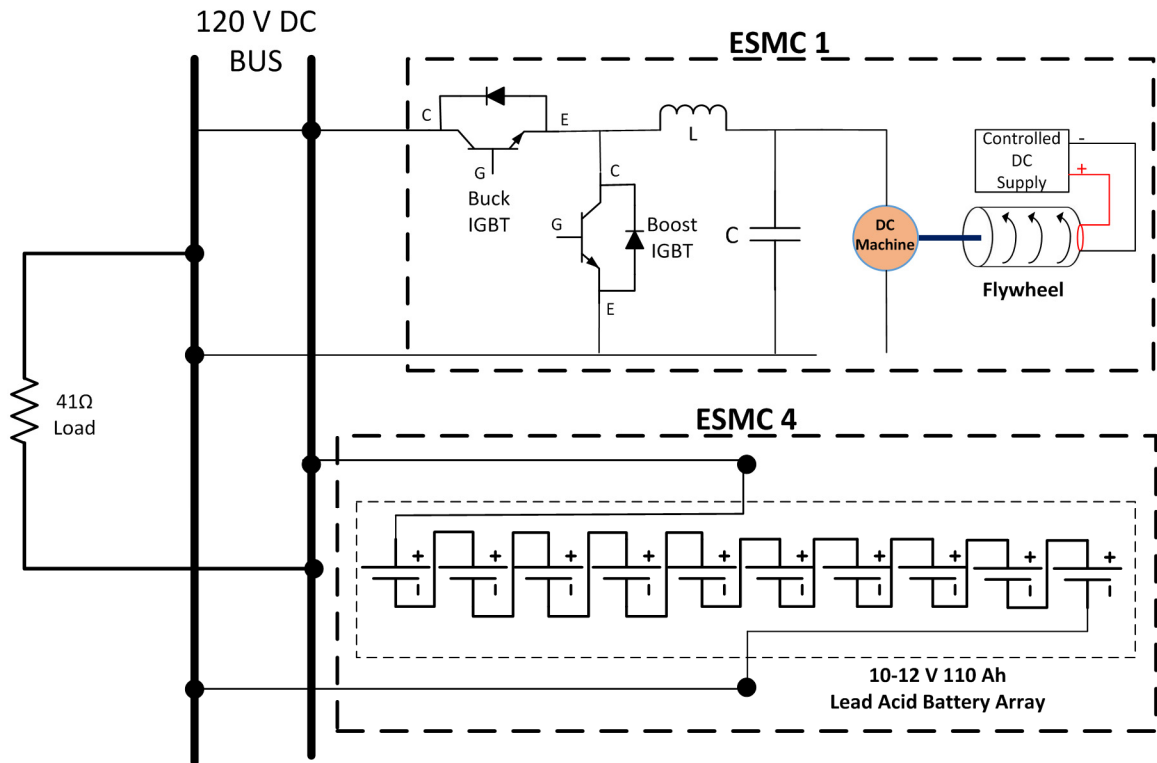 120 V DC
BUS
ESMC 1
C
E
G
Buck
IGBT
L
C
G
Boost
IGBT
E
C
DC
Machine
Controlled
DC
Supply
-
+
Flywheel
41Ω
Load
ESMC 4
+ + + + + + + + + +
- - - - - - - - - -
10-12 V 110 Ah
Lead Acid Battery Array